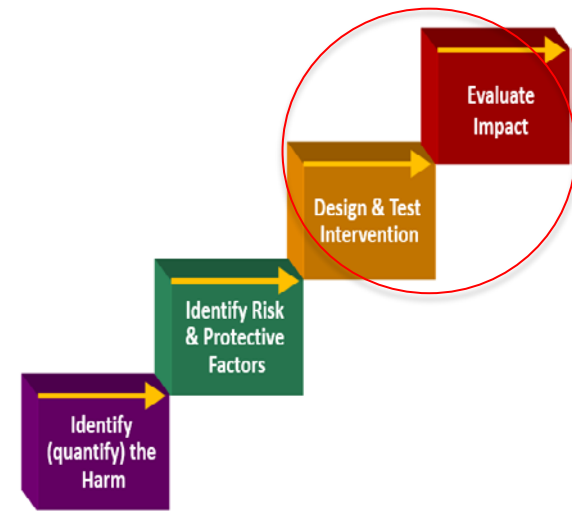 Evaluate
Impact
Design & Test
Intervention
Identify Risk
& Protective
Factors
Identify
(quantify) the
Harm